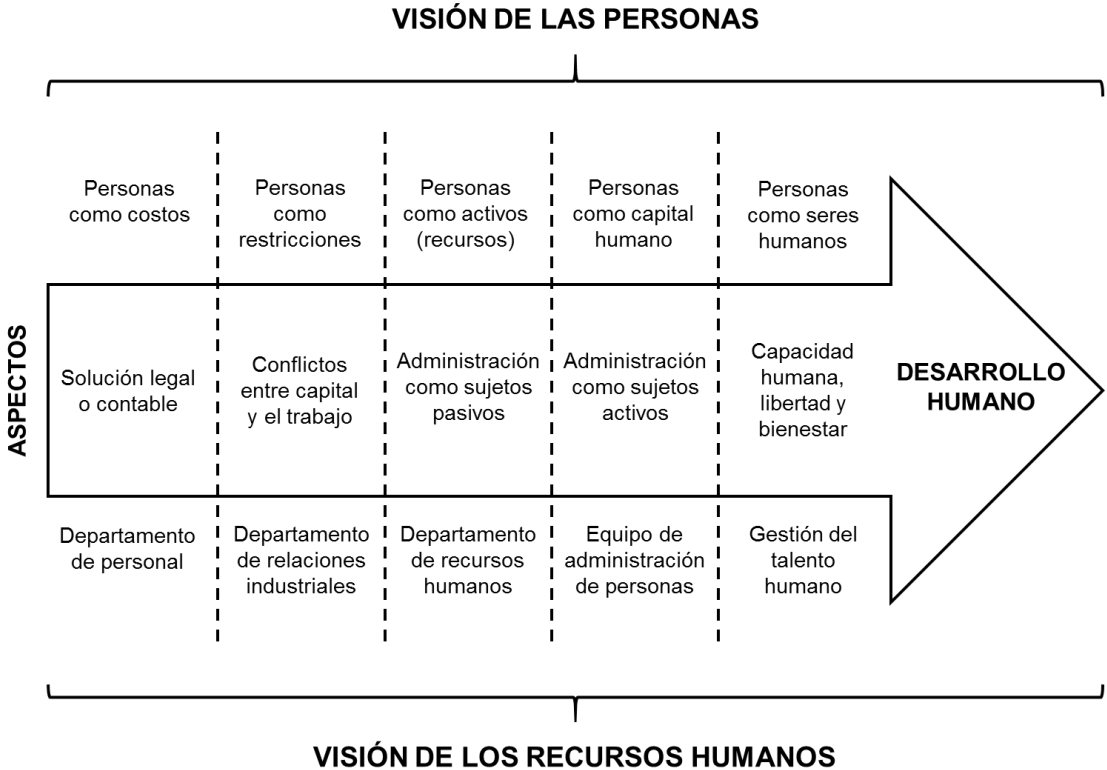 VISIÓN DE LAS PERSONAS
Personas
como costos
Personas
como
restricciones
Personas
como activos
(recursos)
Personas
como capital
humano
Personas
como seres
humanos
ASPECTOS
Solución legal
o contable
Conflictos
entre capital
y el trabajo
Administración
como sujetos
pasivos
Administración
como sujetos
activos
Capacidad
humana,
libertad y
bienestar
DESARROLLO
HUMANO
Departamento
de personal
Departamento
de relaciones
industriales
Departamento
de recursos
humanos
Equipo de
administración
de personas
Gestión del
talento
humano
VISIÓN DE LOS RECURSOS HUMANOS